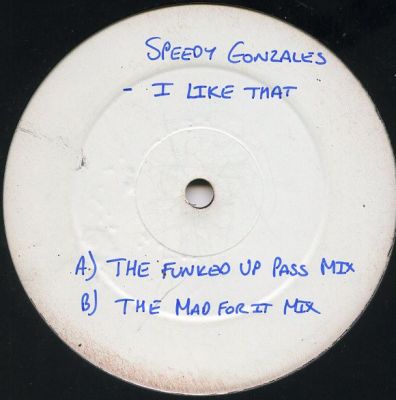 SPEEDY GONZALES
- I LIKE THAT
A.) THE FUNKED UP PASS MIX
B) THE MAD FOR IT MIX